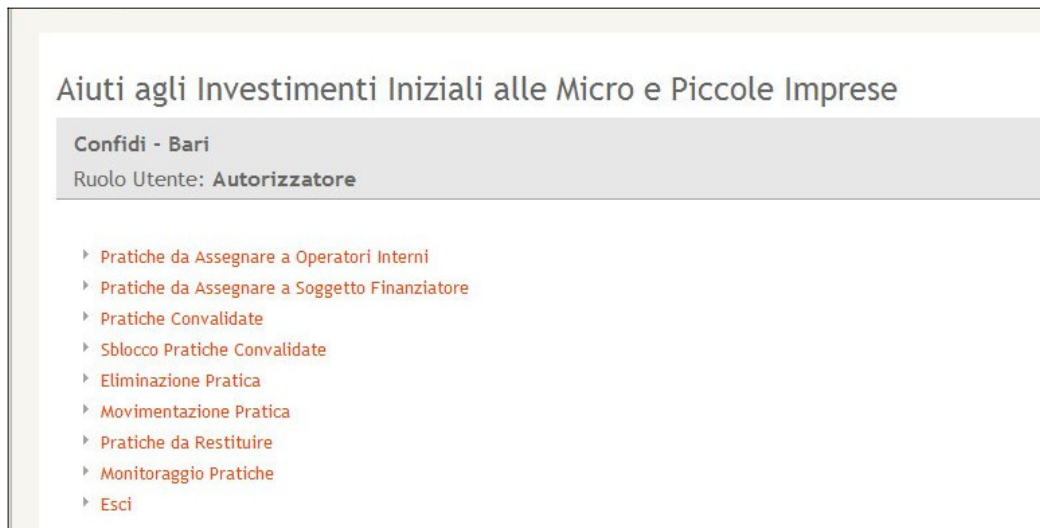 Aiuti agli Investimenti Iniziali alle Micro e Piccole Imprese
Confidi - Bari
Ruolo Utente: Autorizzatore
Pratiche da Assegnare a Operatori Interni
Pratiche da Assegnare a Soggetto Finanziatore
Pratiche Convalidate
Sblocco Pratiche Convalidate
Eliminazione Pratica
Movimentazione Pratica
Pratiche da Restituire
Monitoraggio Pratiche
Esci